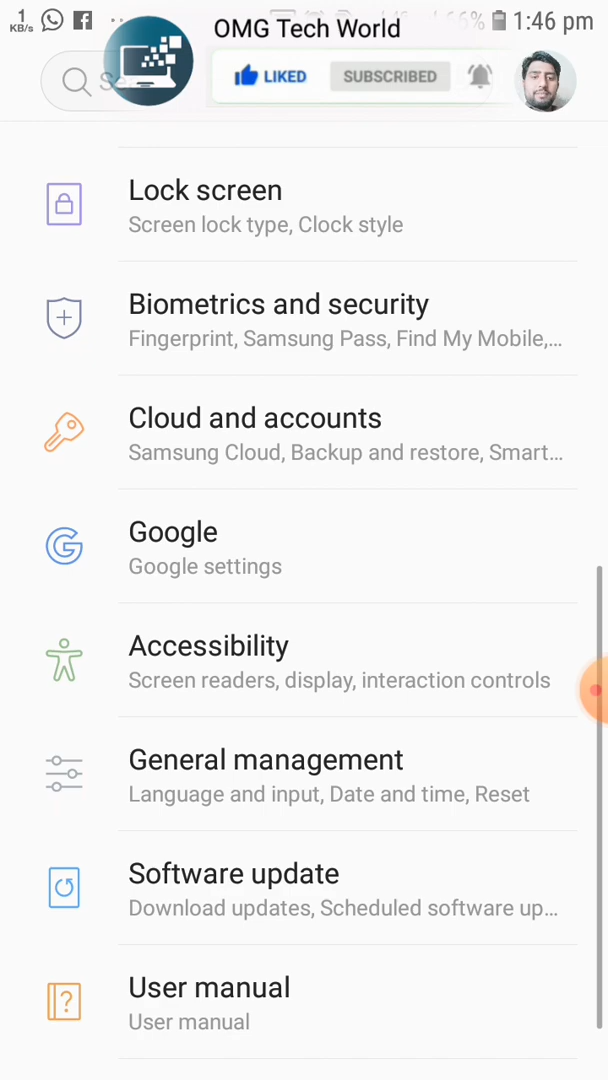 1
KB/s
66%
1:46 pm
OMG Tech World
LIKED
SUBSCRIBED
Lock screen
Screen lock type, Clock style
Biometrics and security
Fingerprint, Samsung Pass, Find My Mobile,...
Cloud and accounts
Samsung Cloud, Backup and restore, Smart...
Google
Google settings
Accessibility
Screen readers, display, interaction controls
General management
Language and input, Date and time, Reset
Software update
Download updates, Scheduled software up...
User manual
User manual